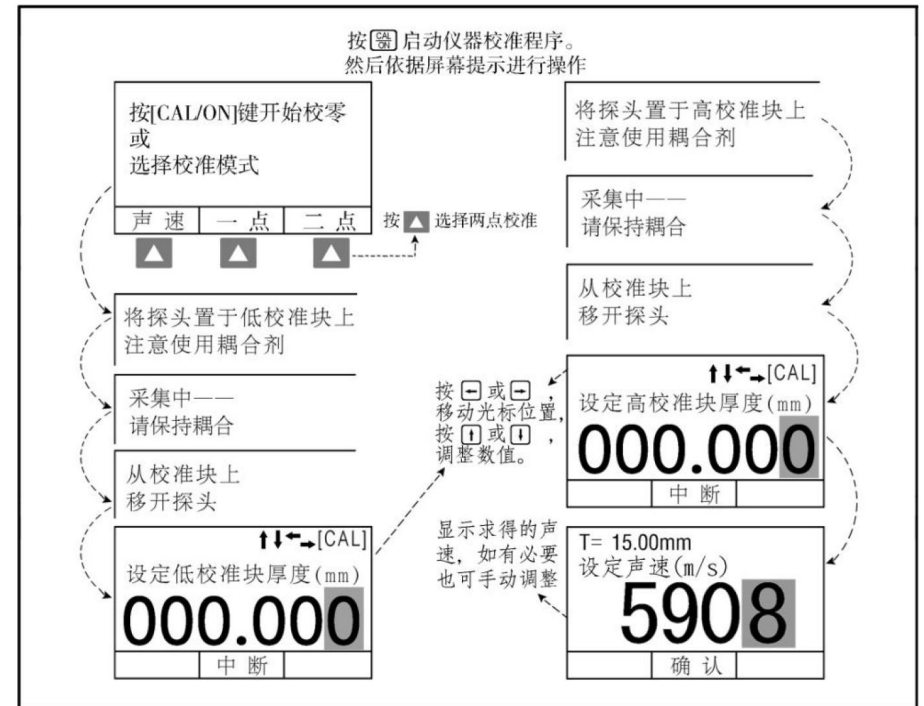 按[CAL ON]启动仪器校准程序。
然后依据屏幕提示进行操作
按[CAL/ON]键开始校零
或
选择校准模式
声速 一点 二点
按▲选择两点校准
将探头置于低校准块上
注意使用耦合剂
采集中——
请保持耦合
从校准块上
移开探头
⬆⬇⬅➡[CAL]
设定低校准块厚度(mm)
000.000
中断
按←或→，
移动光标位置，
按↑或↓，
调整数值。
将探头置于高校准块上
注意使用耦合剂
采集中——
请保持耦合
从校准块上
移开探头
⬆⬇⬅➡[CAL]
设定高校准块厚度(mm)
000.000
中断
显示求得的声
速，如有必要
也可手动调整
T= 15.00mm
设定声速(m/s)
5908
确认